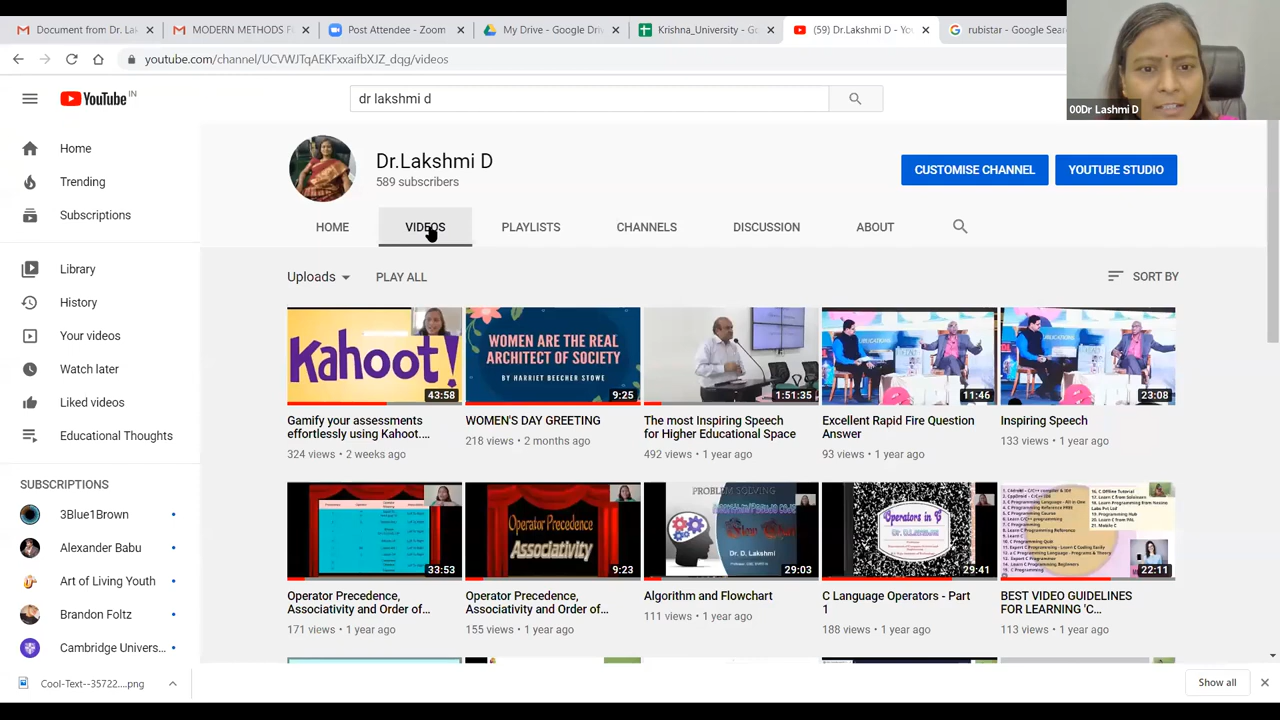 Document from Dr. Lak
MODERN METHODS F
Post Attendee - Zoom
My Drive - Google Dri
Krishna_University - Go
(59) Dr.Lakshmi D - You
rubistar - Google Sear
youtube.com/channel/UCVWJTqAEKFxxaifbXJZ_dqg/videos
00Dr Lashmi D
YouTube IN
dr lakshmi d
Home
Trending
Subscriptions
Library
History
Your videos
Watch later
Liked videos
Educational Thoughts
SUBSCRIPTIONS
3Blue1Brown
Alexander Babu
Art of Living Youth
Brandon Foltz
Cambridge Univers...
Dr.Lakshmi D
589 subscribers
CUSTOMISE CHANNEL
YOUTUBE STUDIO
HOME
VIDEOS
PLAYLISTS
CHANNELS
DISCUSSION
ABOUT
Uploads
PLAY ALL
SORT BY
Kahoot!
43:58
Gamify your assessments
effortlessly using Kahoot....
324 views • 2 weeks ago
WOMEN ARE THE REAL
ARCHITECT OF SOCIETY
BY HARRIET BEECHER STOWE
9:25
WOMEN'S DAY GREETING
218 views • 2 months ago
1:51:35
The most Inspiring Speech
for Higher Educational Space
492 views • 1 year ago
11:46
Excellent Rapid Fire Question
Answer
93 views • 1 year ago
23:08
Inspiring Speech
133 views • 1 year ago
33:53
Operator Precedence,
Associativity and Order of...
171 views • 1 year ago
Operator Precedence
Associativity
9:23
Operator Precedence,
Associativity and Order of...
155 views • 1 year ago
PROBLEM SOLVING
Dr. D. Lakshmi
29:03
Algorithm and Flowchart
111 views • 1 year ago
Operators in C
29:41
C Language Operators - Part
1
188 views • 1 year ago
22:11
BEST VIDEO GUIDELINES
FOR LEARNING 'C...
113 views • 1 year ago
Cool-Text--35722....png
Show all